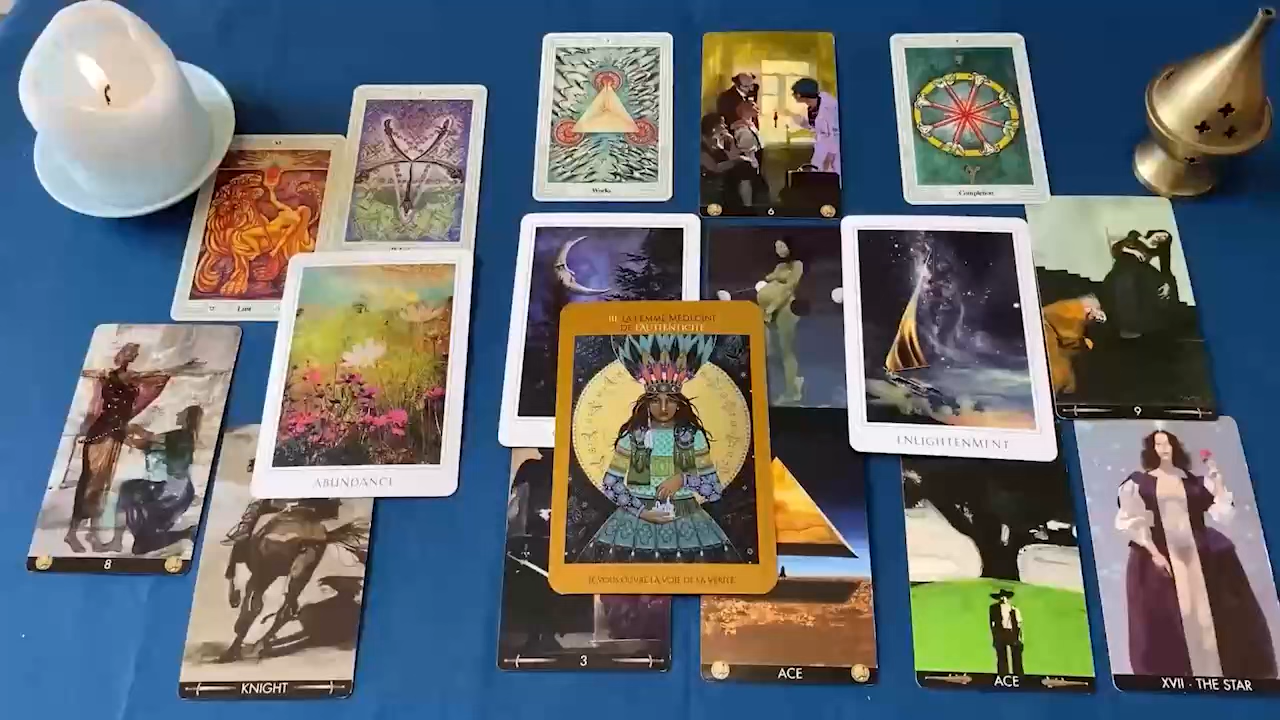 Works
6
Completion
XI
Lust
ABUNDANCE
ENLIGHTENMENT
9
III. LA FEMME MÉDECINE
DE L'AUTHENTICITÉ
JE VOUS OUVRE LA VOIE DE LA VÉRITÉ
8
KNIGHT
3
ACE
ACE
XVII - THE STAR